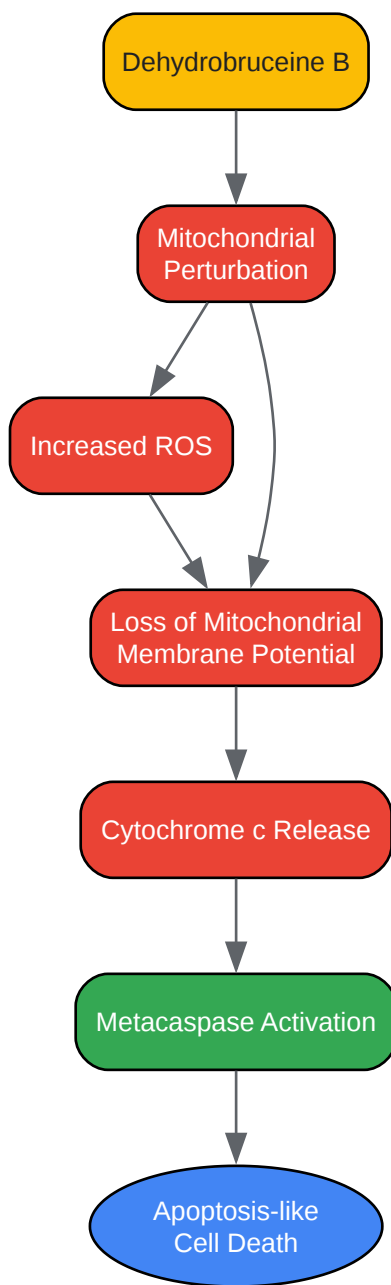 Dehydrobruceine B
Mitochondrial
Perturbation
Increased ROS
Loss of Mitochondrial
Membrane Potential
Cytochrome c Release
Metacaspase Activation
Apoptosis-like
Cell Death